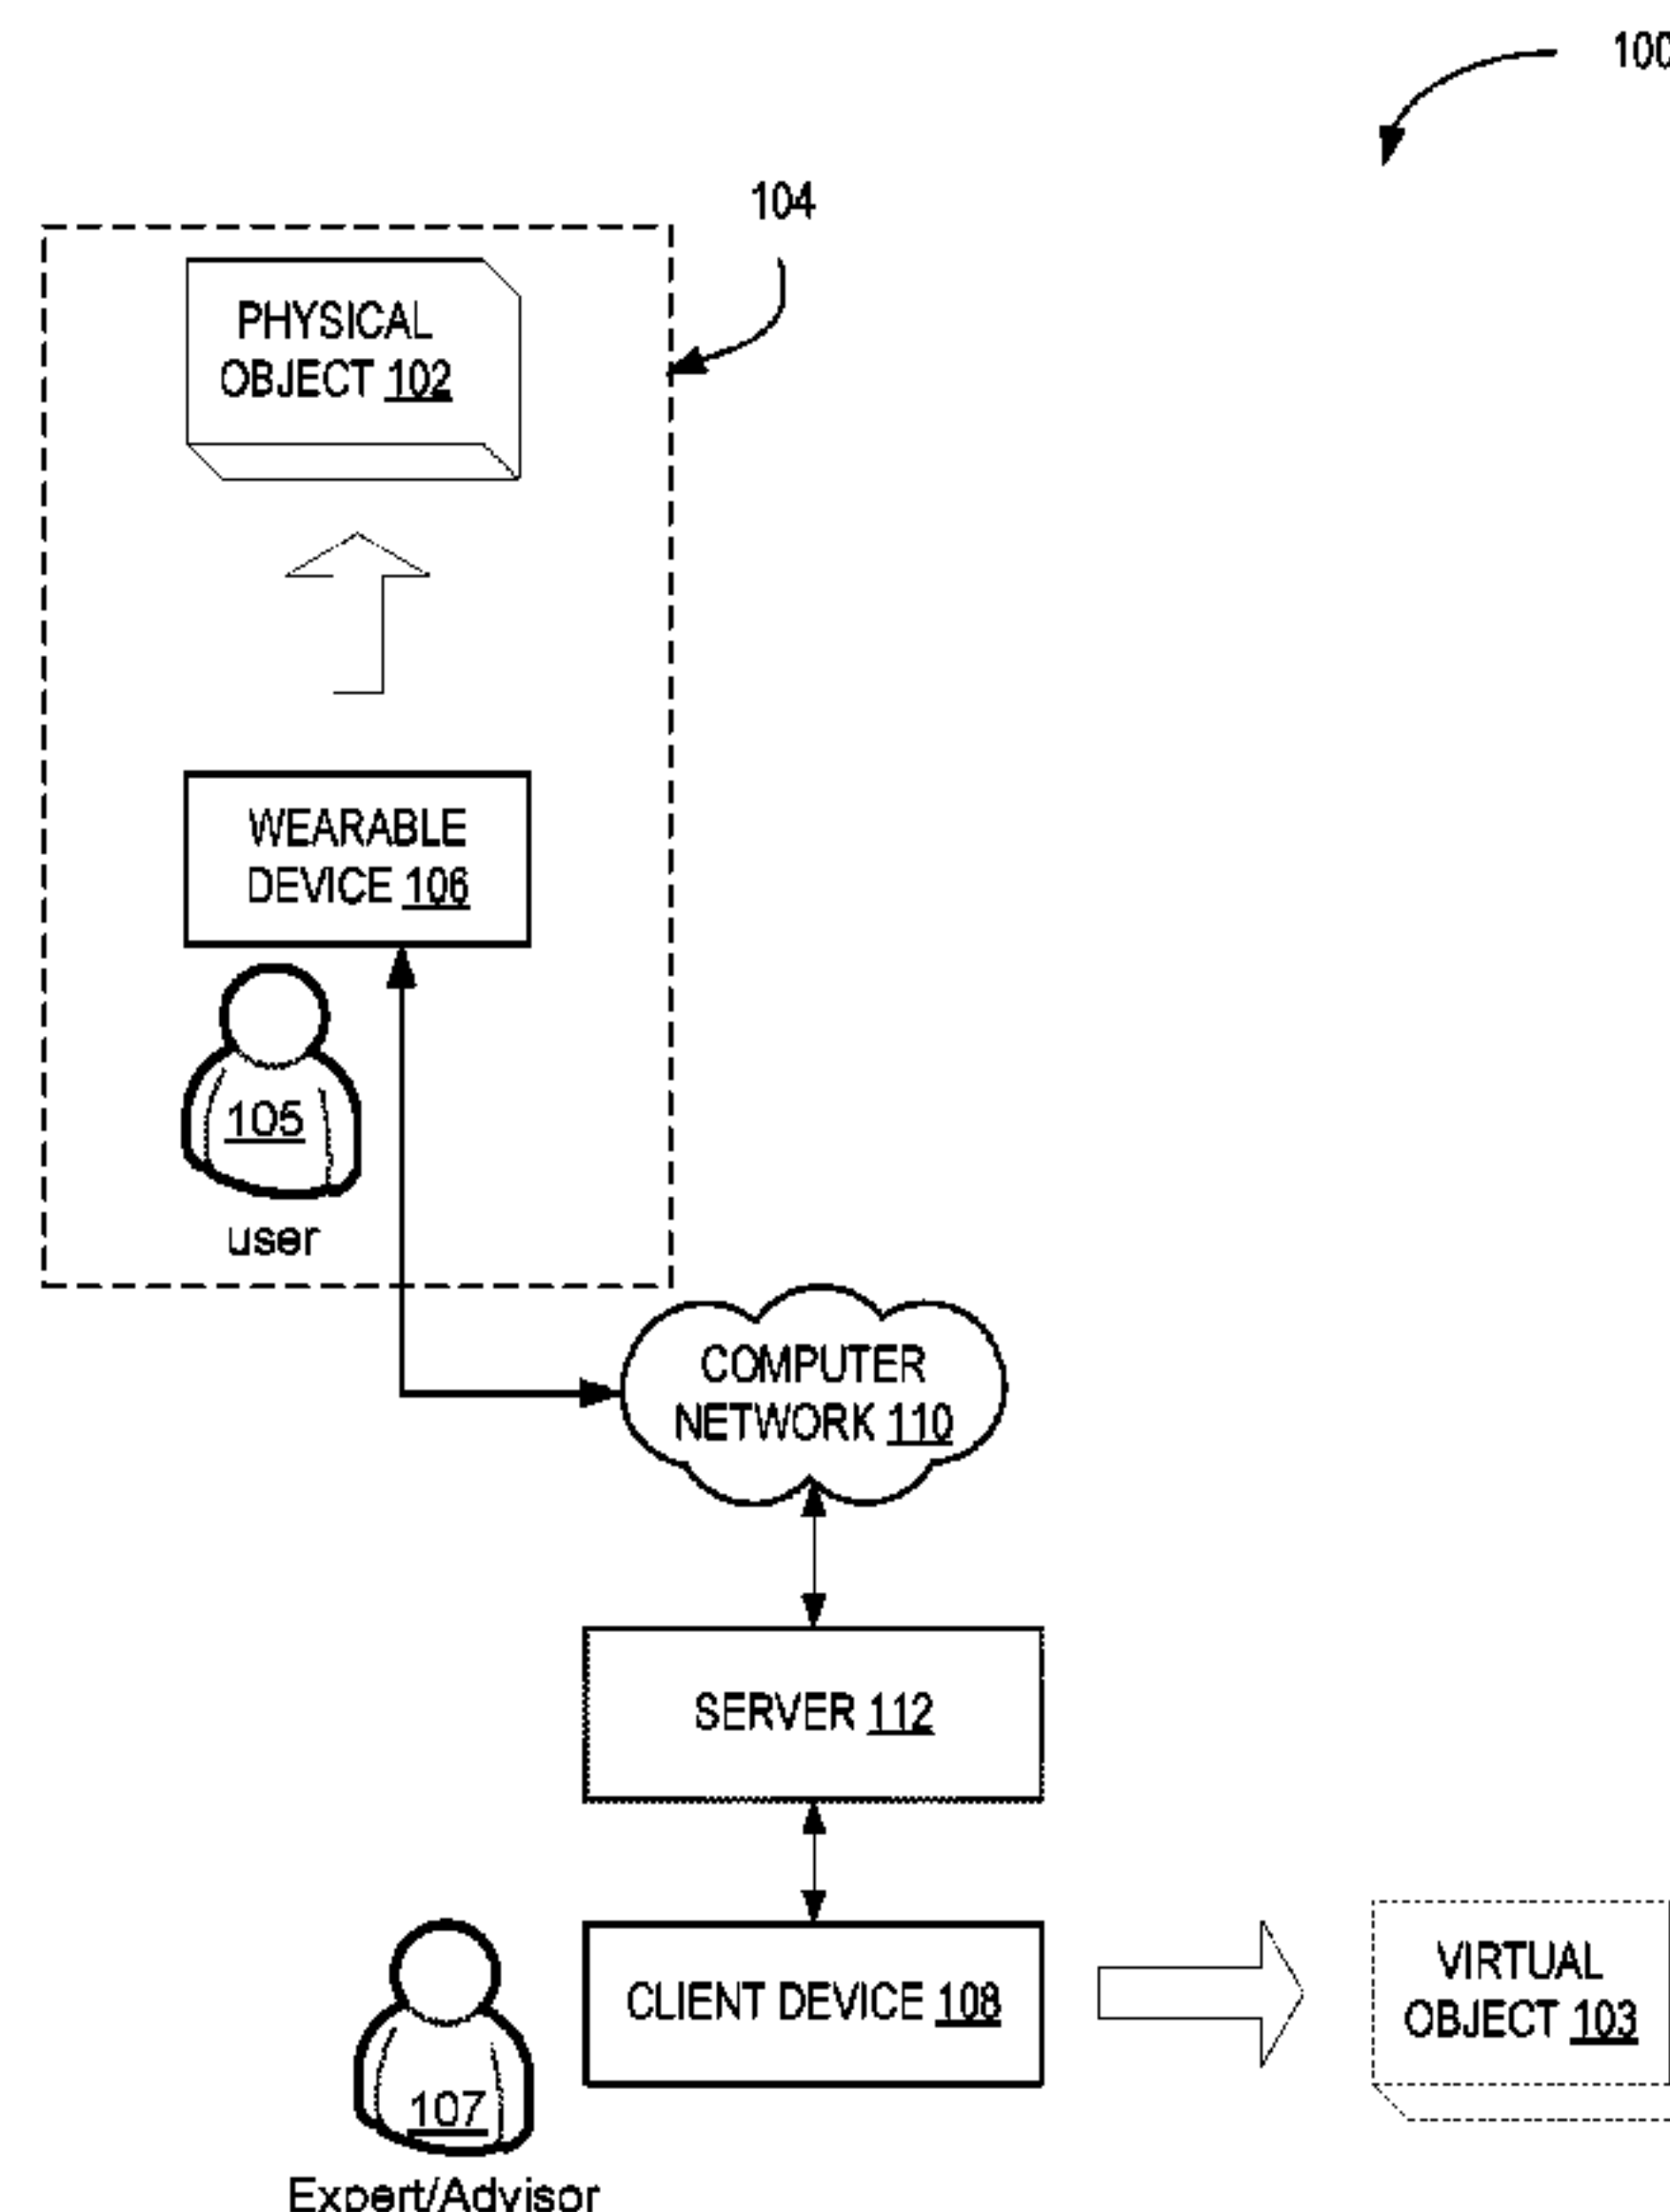 100
104
PHYSICAL
OBJECT 102
WEARABLE
DEVICE 106
105
user
COMPUTER
NETWORK 110
SERVER 112
CLIENT DEVICE 108
VIRTUAL
OBJECT 103
107
Expert/Advisor